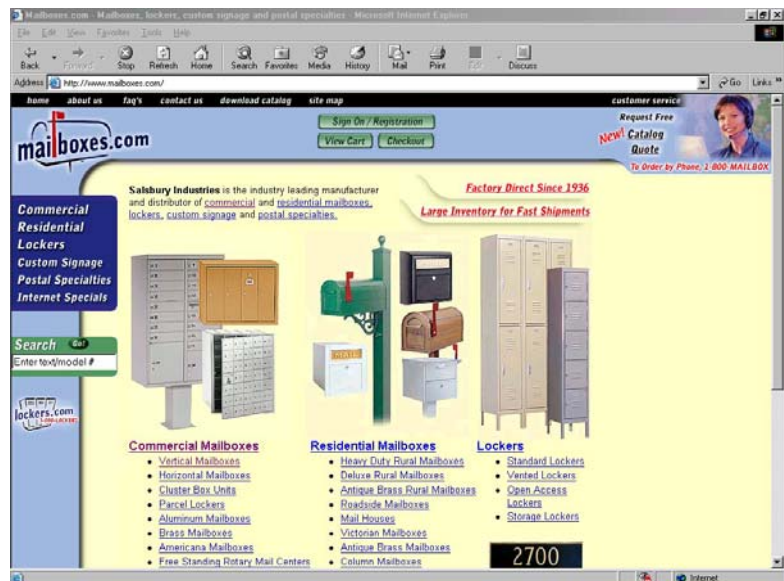 Mailboxes.com - Mailboxes, lockers, custom signage and postal specialties - Microsoft Internet Explorer
File Edit View Favorites Tools Help
Back Forward Stop Refresh Home Search Favorites Media History Mail Print Edit Discuss
Address http://www.mailboxes.com/ Go Links »
home about us faq's contact us download catalog site map customer service
mailboxes.com
Sign On / Registration
View Cart Checkout
Request Free
New! Catalog
Quote
To Order by Phone, 1-800 MAILBOX
Salsbury Industries is the industry leading manufacturer
and distributor of commercial and residential mailboxes,
lockers, custom signage and postal specialties.
Factory Direct Since 1936
Large Inventory for Fast Shipments
Commercial
Residential
Lockers
Custom Signage
Postal Specialties
Internet Specials
Search Go!
Enter text/model #
lockers.com
1-800-LOCKERS
MAIL
Commercial Mailboxes
• Vertical Mailboxes
• Horizontal Mailboxes
• Cluster Box Units
• Parcel Lockers
• Aluminum Mailboxes
• Brass Mailboxes
• Americana Mailboxes
• Free Standing Rotary Mail Centers
Residential Mailboxes
• Heavy Duty Rural Mailboxes
• Deluxe Rural Mailboxes
• Antique Brass Rural Mailboxes
• Roadside Mailboxes
• Mail Houses
• Victorian Mailboxes
• Antique Brass Mailboxes
• Column Mailboxes
Lockers
• Standard Lockers
• Vented Lockers
• Open Access
Lockers
• Storage Lockers
2700
Internet